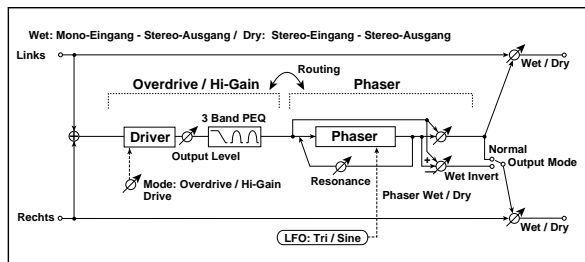 Wet: Mono-Eingang - Stereo-Ausgang / Dry: Stereo-Eingang - Stereo-Ausgang
Links
Wet / Dry
Routing
Overdrive / Hi-Gain
Phaser
3 Band PEQ
Driver
Output Level
Phaser
Normal
Output Mode
+
Wet Invert
Resonance
Mode: Overdrive / Hi-Gain
Drive
Phaser Wet / Dry
Rechts
LFO: Tri / Sine
Wet / Dry